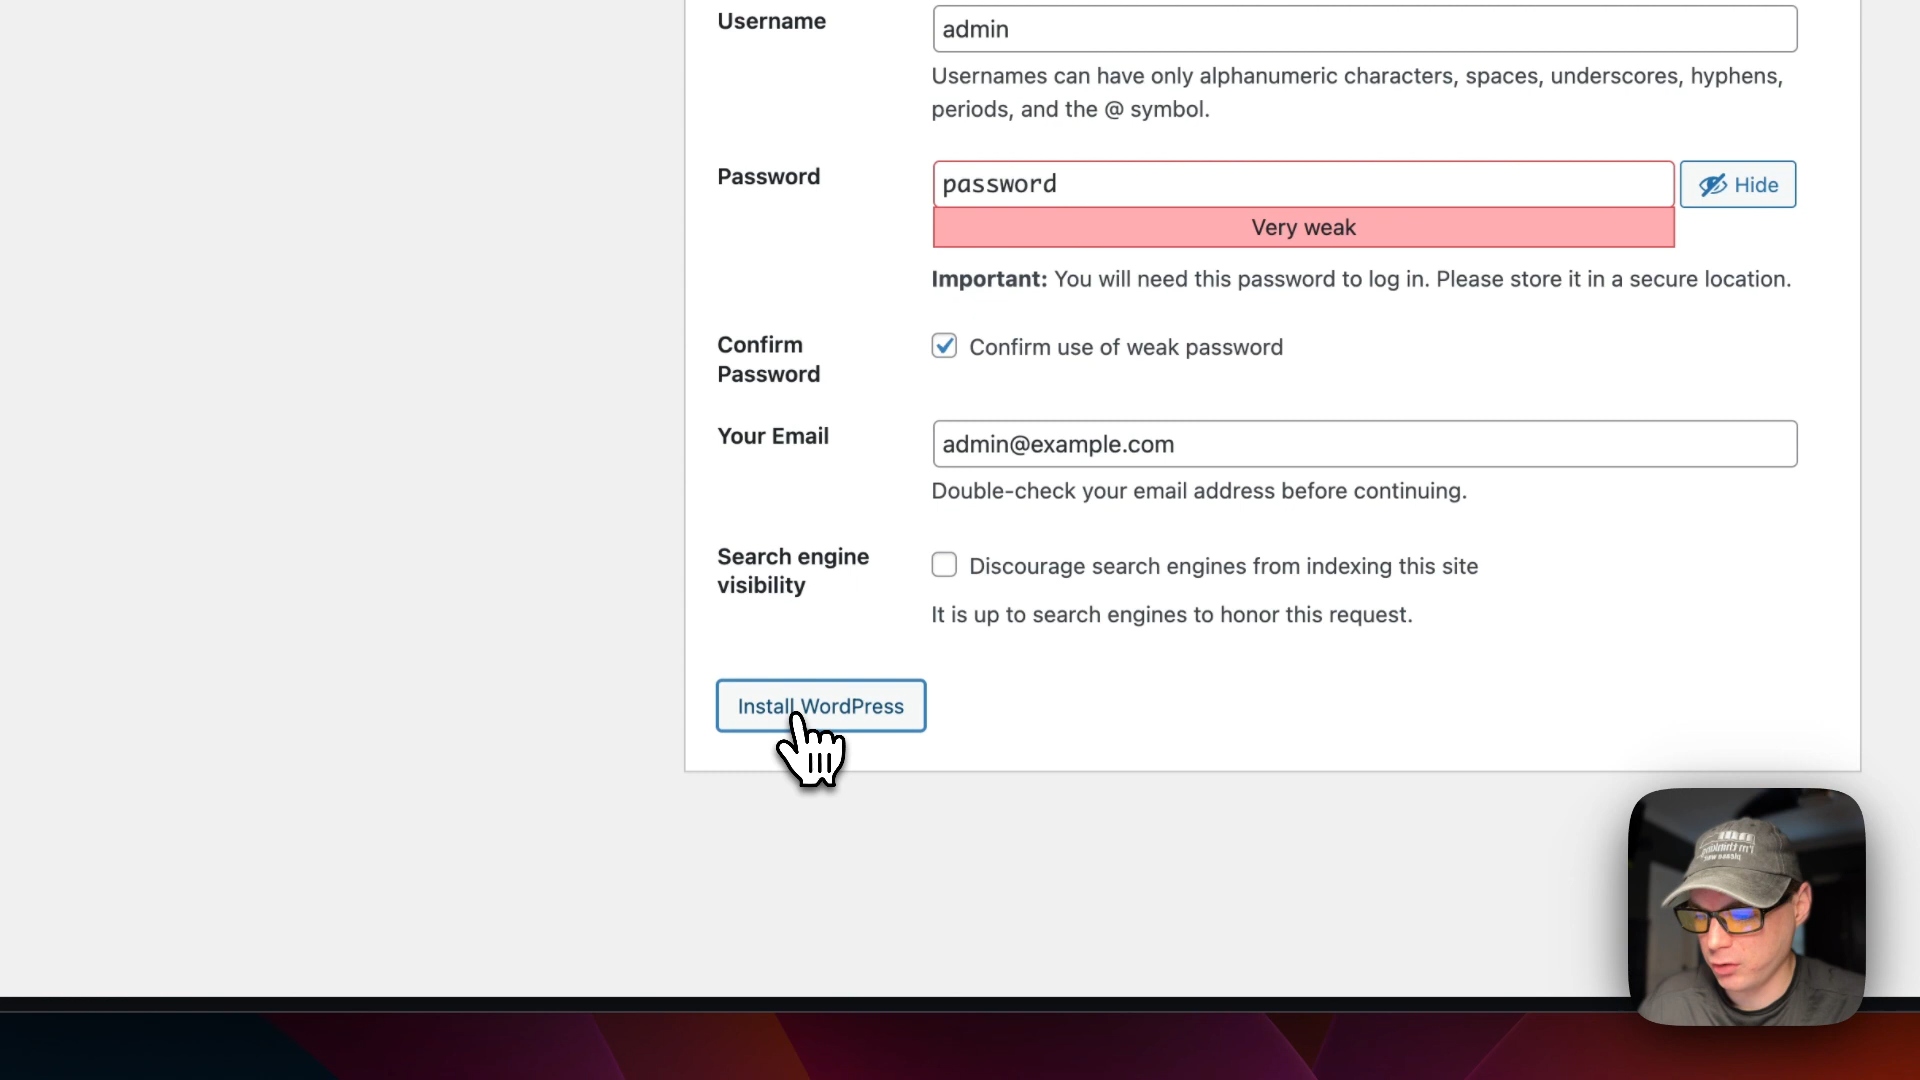 Username
admin
Usernames can have only alphanumeric characters, spaces, underscores, hyphens,
periods, and the @ symbol.
Password
password
Hide
Very weak
Important: You will need this password to log in. Please store it in a secure location.
Confirm
Password
Confirm use of weak password
Your Email
admin@example.com
Double-check your email address before continuing.
Search engine
visibility
Discourage search engines from indexing this site
It is up to search engines to honor this request.
Install WordPress